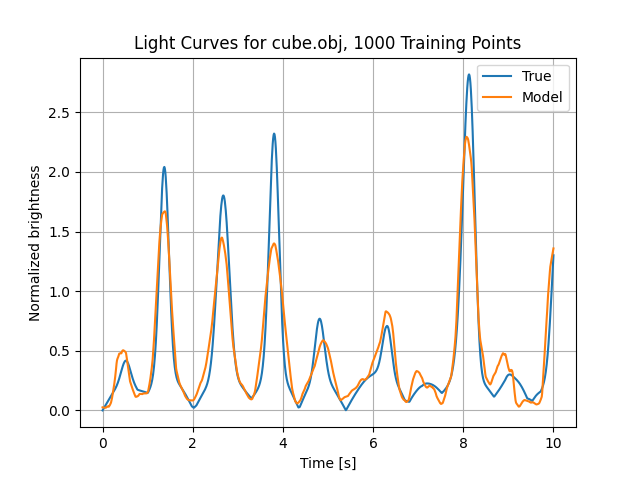 Light Curves for cube.obj, 1000 Training Points
True
Model
Normalized brightness
2.5
2.0
1.5
1.0
0.5
0.0
0 2 4 6 8 10
Time [s]